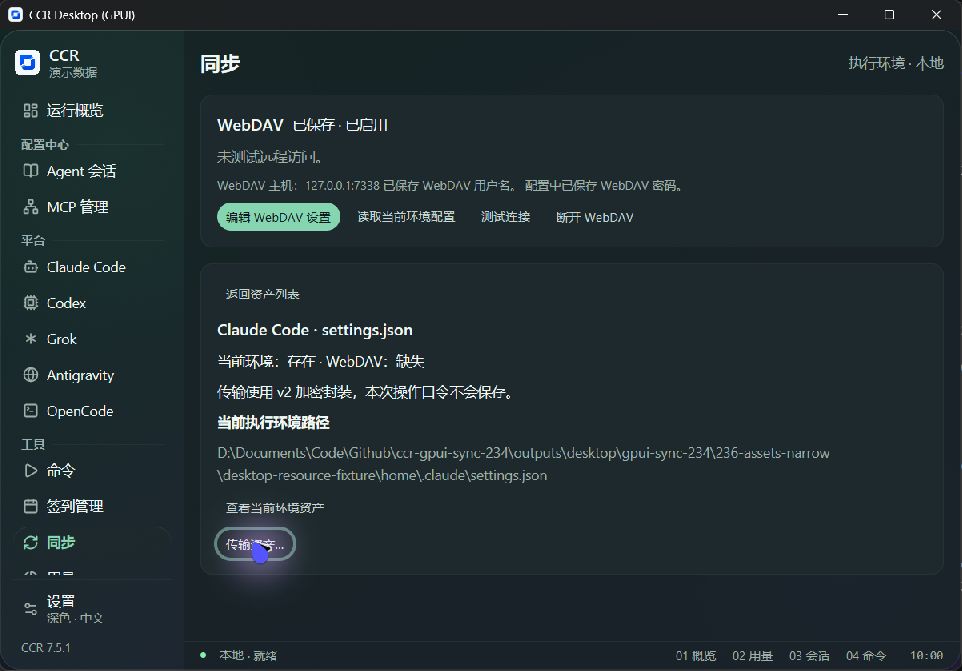 CCR Desktop (GPUI)
CCR
演示数据
运行概览
配置中心
Agent 会话
MCP 管理
平台
Claude Code
Codex
Grok
Antigravity
OpenCode
工具
命令
签到管理
同步
设置
深色 · 中文
CCR 7.5.1
同步
执行环境 · 本地
WebDAV 已保存 · 已启用
未测试远程访问。
WebDAV 主机：127.0.0.1:7338 已保存 WebDAV 用户名。 配置中已保存 WebDAV 密码。
编辑 WebDAV 设置 读取当前环境配置 测试连接 断开 WebDAV
返回资产列表
Claude Code · settings.json
当前环境：存在 · WebDAV：缺失
传输使用 v2 加密封装，本次操作口令不会保存。
当前执行环境路径
D:\Documents\Code\Github\ccr-gpui-sync-234\outputs\desktop\gpui-sync-234\236-assets-narrow
\desktop-resource-fixture\home\.claude\settings.json
查看当前环境资产
传输资产...
本地 · 就绪
01 概览 02 用量 03 会话 04 命令 10:00